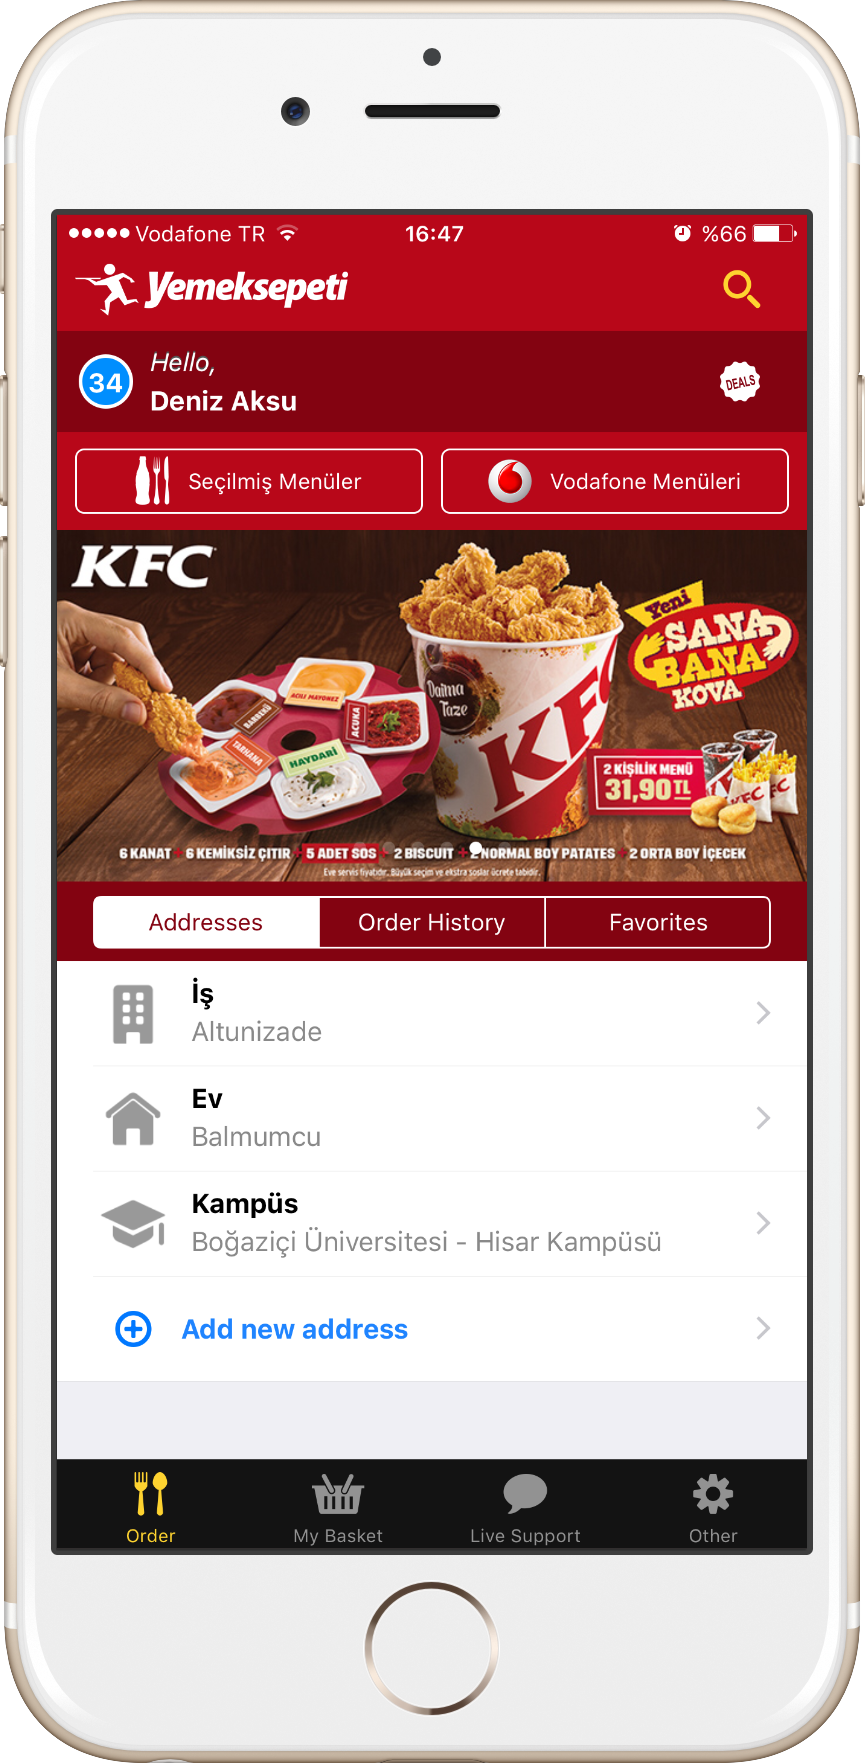 Vodafone TR 16:47 %66
Yemeksepeti
34
Hello,
Deniz Aksu
DEALS
Seçilmiş Menüler
Vodafone Menüleri
KFC
Yeni
SANA
BANA
KOVA
Daima
Taze
KFC
BARBEKÜ
ACILI MAYONEZ
ACUKA
TARHANA
HAYDARİ
2 KİŞİLİK MENÜ
31,90TL
KFC
KFC
6 KANAT + 6 KEMİKSİZ ÇITIR + 5 ADET SOS + 2 BISCUIT + 2 NORMAL BOY PATATES + 2 ORTA BOY İÇECEK
Eve servis fiyatıdır. Büyük seçim ve ekstra soslar ücrete tabidir.
Addresses
Order History
Favorites
İş
Altunizade
Ev
Balmumcu
Kampüs
Boğaziçi Üniversitesi - Hisar Kampüsü
Add new address
Order
My Basket
Live Support
Other